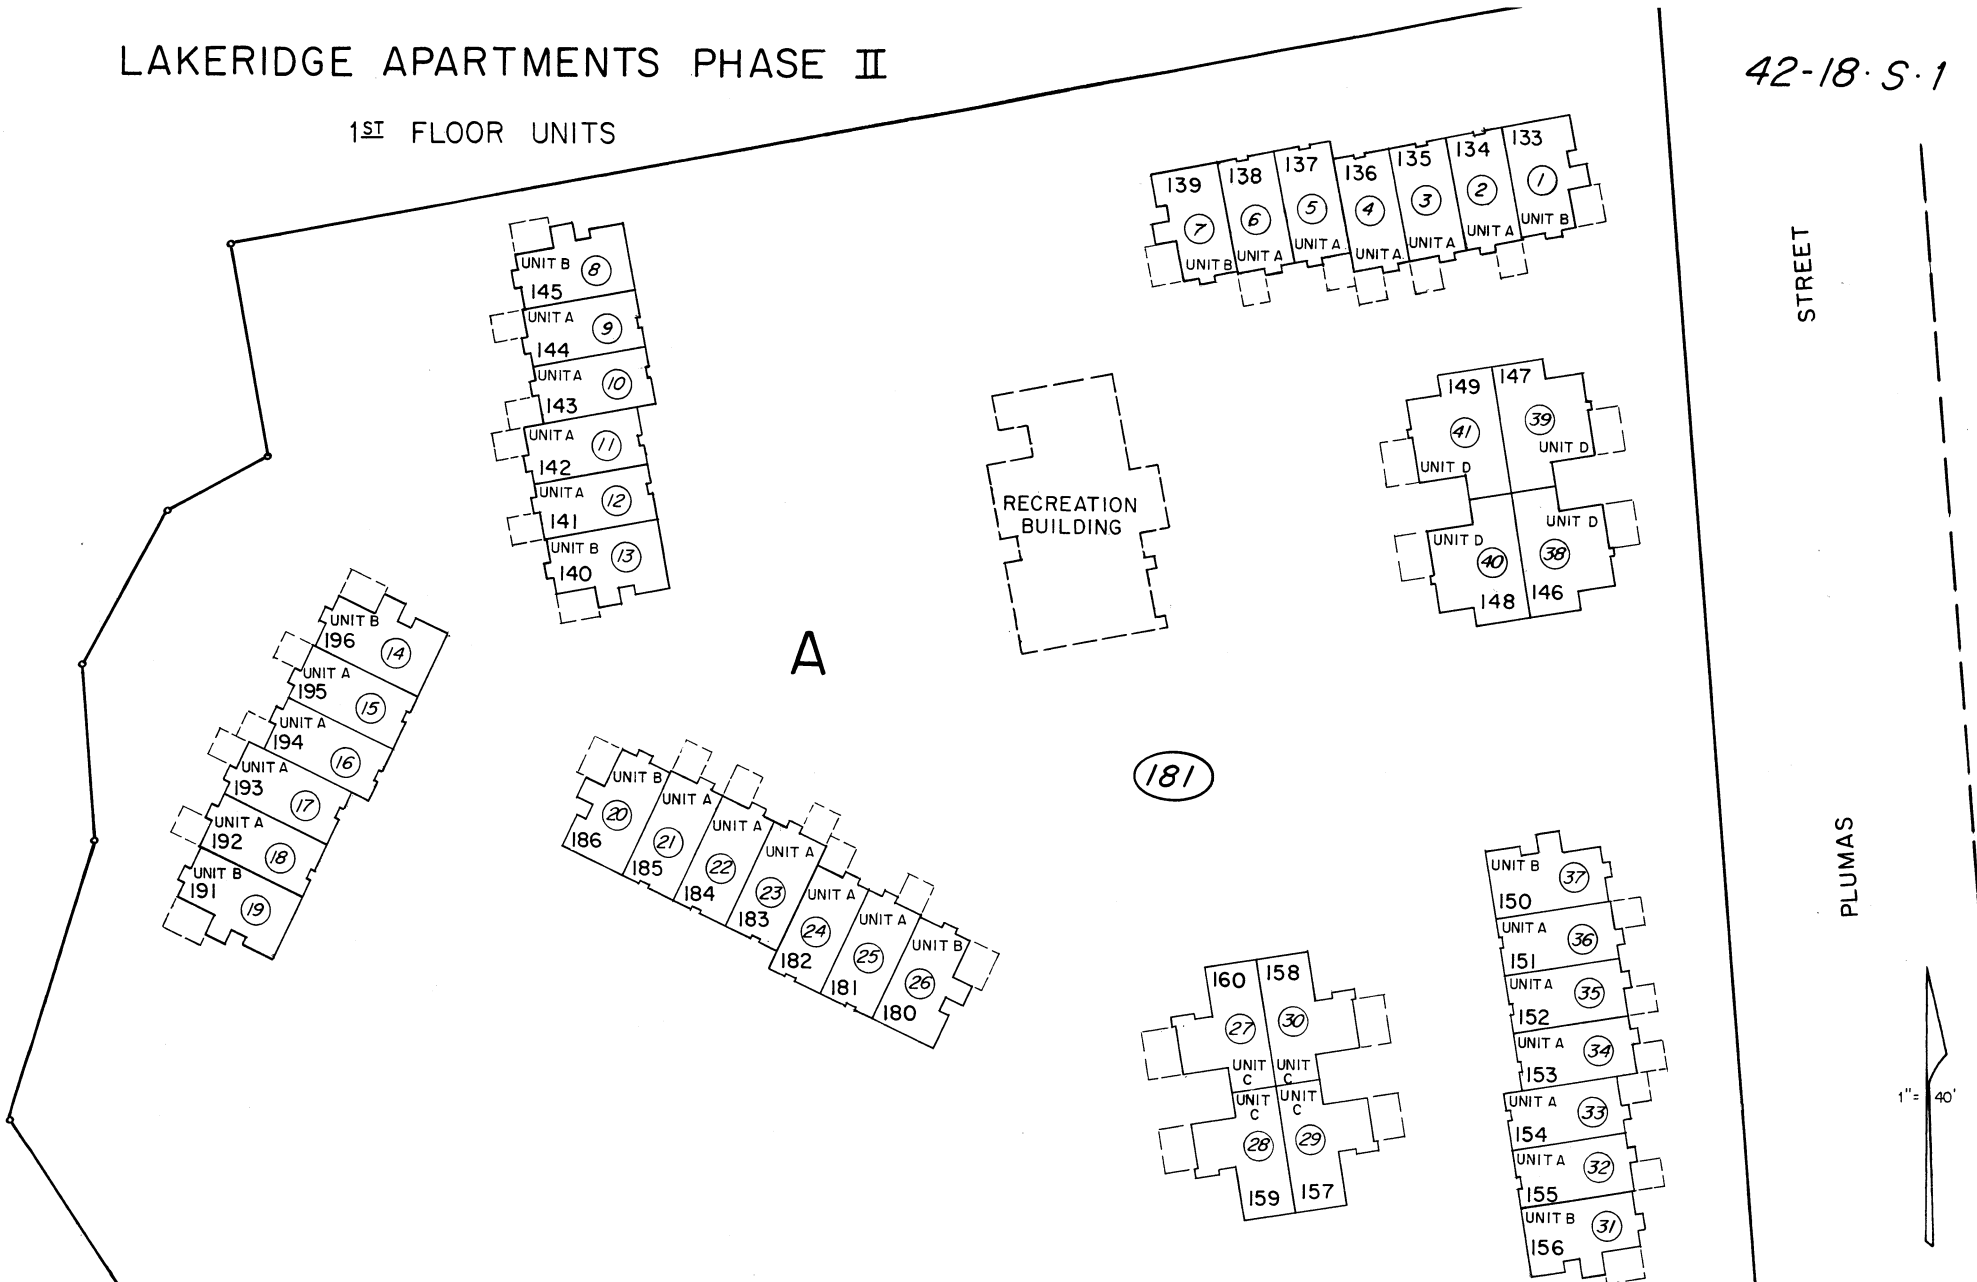 LAKERIDGE APARTMENTS PHASE II
42-18·S·1
1ST FLOOR UNITS
139
7
UNIT B
138
6
UNIT A
137
5
UNIT A
136
4
UNIT A
135
3
UNIT A
134
2
UNIT A
133
1
UNIT B
STREET
UNIT B
8
145
UNIT A
9
144
UNIT A
10
143
UNIT A
11
142
UNIT A
12
141
UNIT B
13
140
149
41
UNIT D
147
39
UNIT D
UNIT D
40
148
UNIT D
38
146
RECREATION
BUILDING
UNIT B
196
14
UNIT A
195
15
UNIT A
194
16
UNIT A
193
17
UNIT A
192
18
UNIT B
191
19
A
181
UNIT B
20
186
UNIT A
21
185
UNIT A
22
184
UNIT A
23
183
UNIT A
24
182
UNIT A
25
181
UNIT B
26
180
PLUMAS
UNIT B
37
150
UNIT A
36
151
UNIT A
35
152
UNIT A
34
153
UNIT A
33
154
UNIT A
32
155
UNIT B
31
156
160
27
UNIT
C
158
30
UNIT
C
UNIT
C
28
159
UNIT
C
29
157
1"= 40'